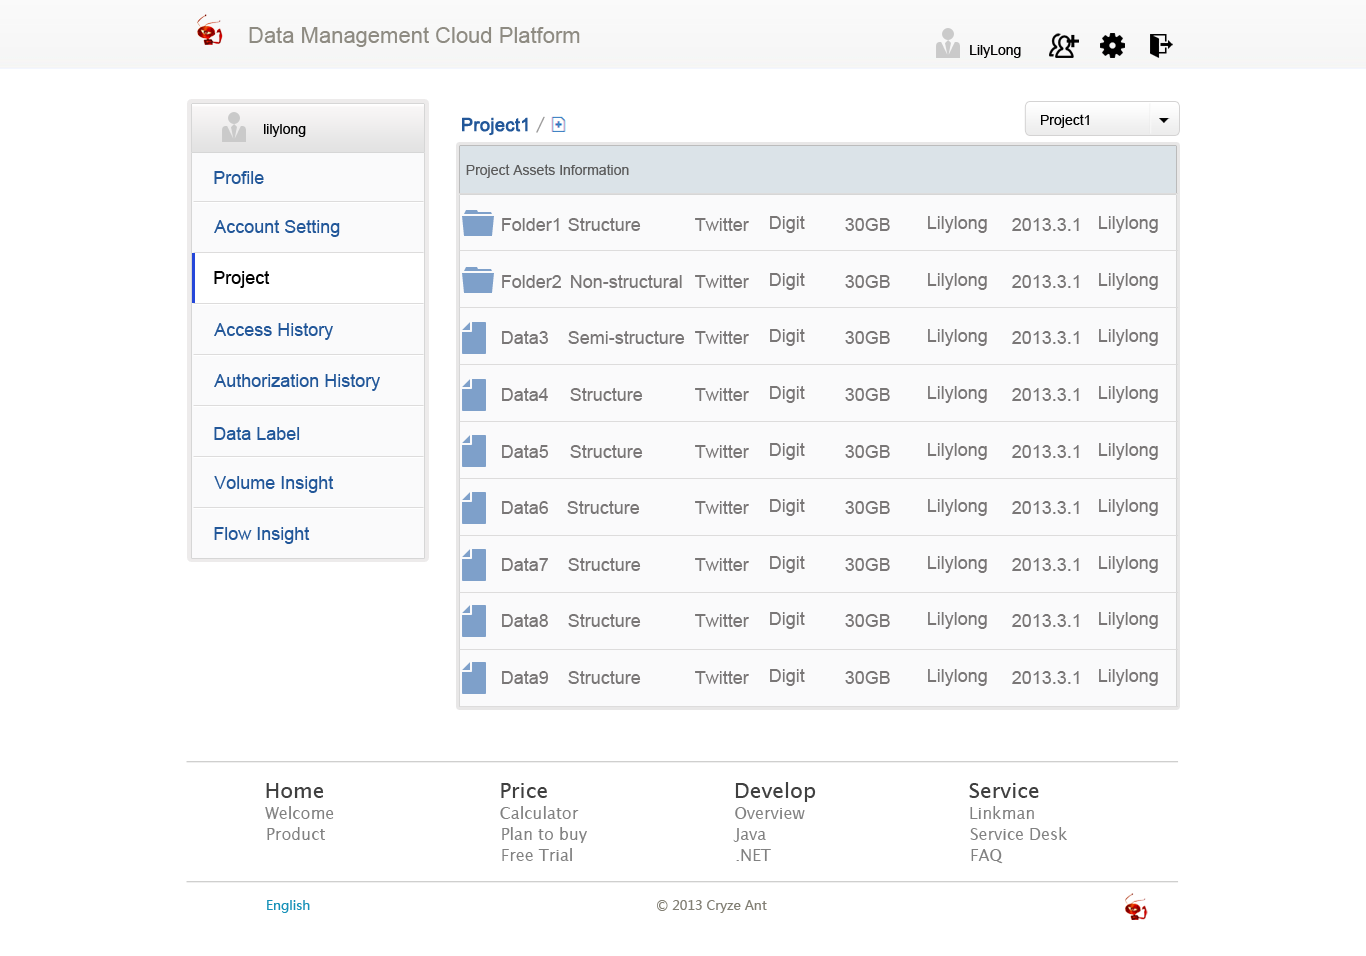 Data Management Cloud Platform
LilyLong
lilylong
Profile
Account Setting
Project
Access History
Authorization History
Data Label
Volume Insight
Flow Insight
Project1 /
Project1
Project Assets Information
Folder1 Structure Twitter Digit 30GB Lilylong 2013.3.1 Lilylong
Folder2 Non-structural Twitter Digit 30GB Lilylong 2013.3.1 Lilylong
Data3 Semi-structure Twitter Digit 30GB Lilylong 2013.3.1 Lilylong
Data4 Structure Twitter Digit 30GB Lilylong 2013.3.1 Lilylong
Data5 Structure Twitter Digit 30GB Lilylong 2013.3.1 Lilylong
Data6 Structure Twitter Digit 30GB Lilylong 2013.3.1 Lilylong
Data7 Structure Twitter Digit 30GB Lilylong 2013.3.1 Lilylong
Data8 Structure Twitter Digit 30GB Lilylong 2013.3.1 Lilylong
Data9 Structure Twitter Digit 30GB Lilylong 2013.3.1 Lilylong
Home
Welcome
Product
Price
Calculator
Plan to buy
Free Trial
Develop
Overview
Java
.NET
Service
Linkman
Service Desk
FAQ
English
© 2013 Cryze Ant